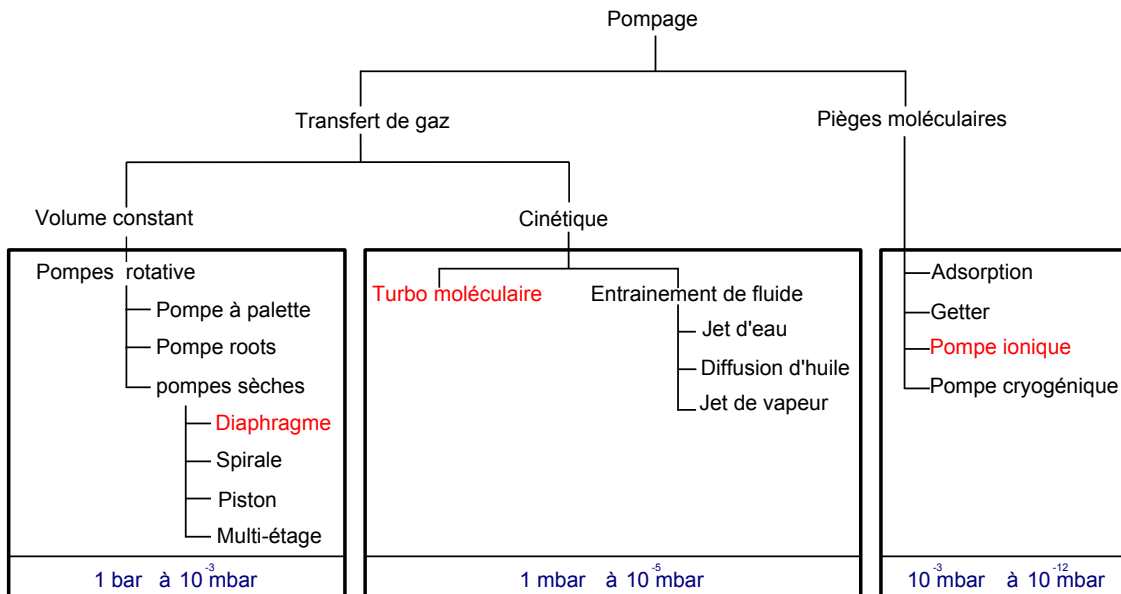 Pompage
Transfert de gaz
Pièges moléculaires
Volume constant
Cinétique
Pompes rotative
Pompe à palette
Pompe roots
pompes sèches
Diaphragme
Spirale
Piston
Multi-étage
1 bar à 10⁻³ mbar
Turbo moléculaire
Entrainement de fluide
Jet d'eau
Diffusion d'huile
Jet de vapeur
1 mbar à 10⁻⁵ mbar
Adsorption
Getter
Pompe ionique
Pompe cryogénique
10⁻³ mbar à 10⁻¹² mbar